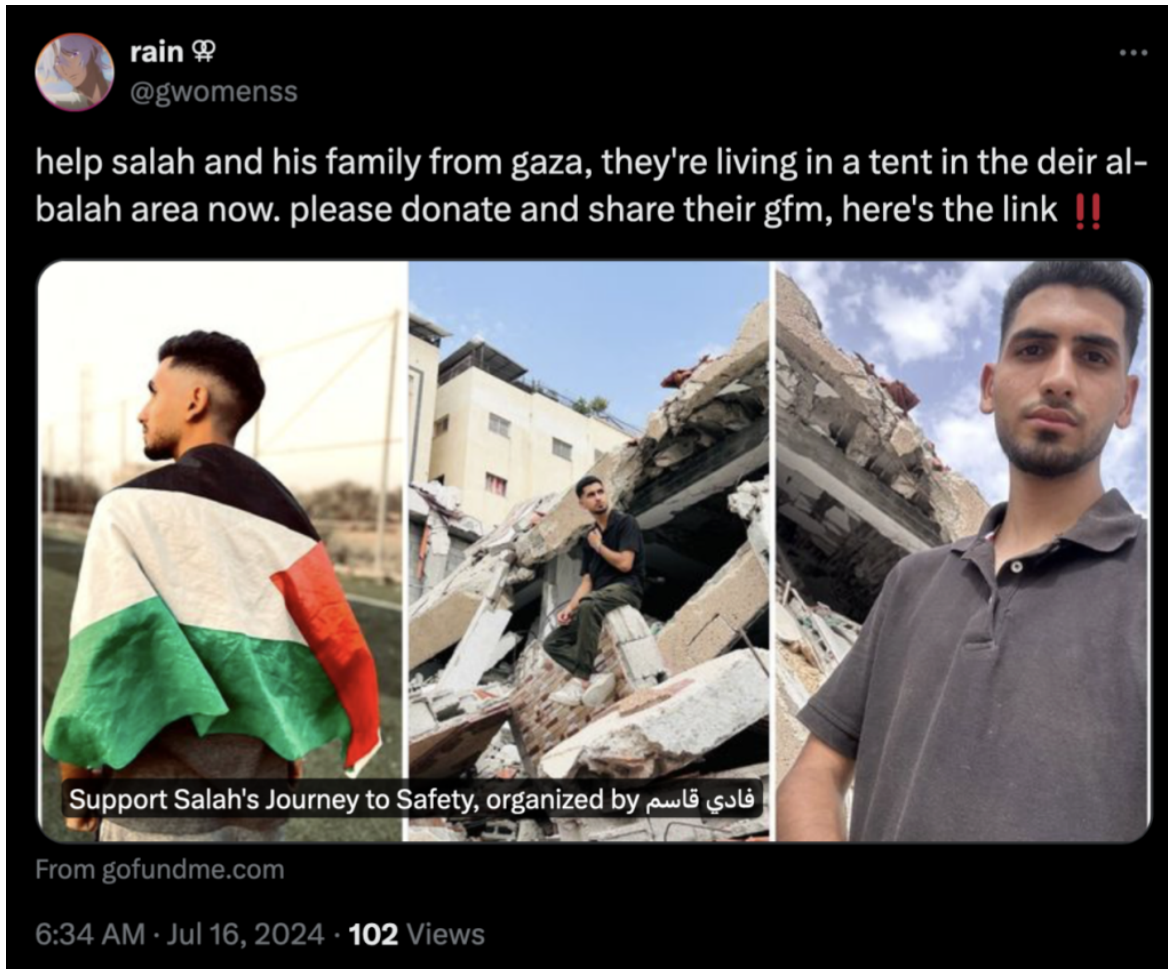 rain ⚢
@gwomenss
help salah and his family from gaza, they're living in a tent in the deir al-
balah area now. please donate and share their gfm, here's the link ‼️
Support Salah's Journey to Safety, organized by فادي قاسم
From gofundme.com
6:34 AM · Jul 16, 2024 · 102 Views